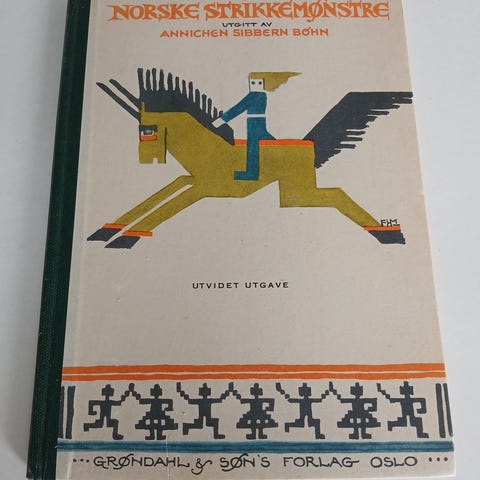 NORSKE STRIKKEMØNSTRE
UTGITT AV
ANNICHEN SIBBERN BØHN
FHM
UTVIDET UTGAVE
GRØNDAHL & SØN'S FORLAG OSLO